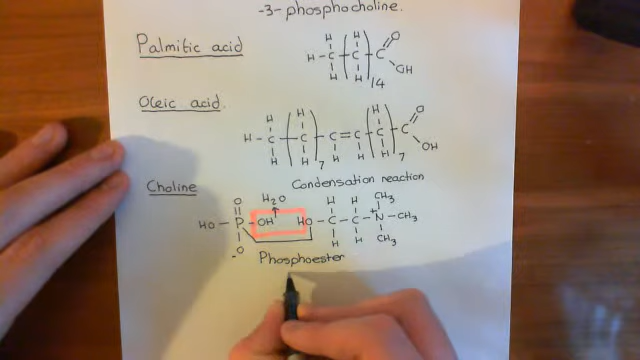 -3-phosphocholine.
Palmitic acid
H H
H-C-(C)-C O
H H OH
14
Oleic acid.
H H H
H-C-(C)-C=C-(C)-C O
H H H H H OH
7 7
Choline
Condensation reaction
O H2O H H CH3
HO-P-OH HO-C-C-N+-CH3
-O H H CH3
Phosphoester